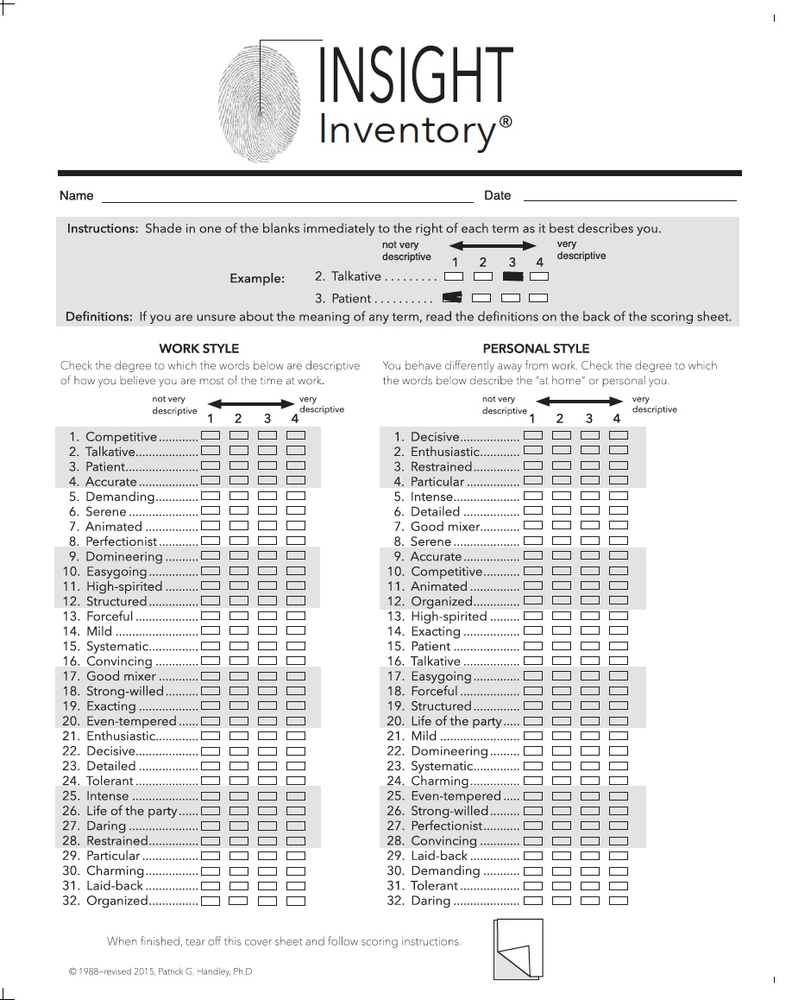 INSIGHT
Inventory®
Name
Date
Instructions: Shade in one of the blanks immediately to the right of each term as it best describes you.
not very descriptive
very descriptive
1 2 3 4
Example:
2. Talkative . . . . . . . . .
3. Patient . . . . . . . . . .
Definitions: If you are unsure about the meaning of any term, read the definitions on the back of the scoring sheet.
WORK STYLE
Check the degree to which the words below are descriptive
of how you believe you are most of the time at work.
not very descriptive
very descriptive
1 2 3 4
1. Competitive
2. Talkative
3. Patient
4. Accurate
5. Demanding
6. Serene
7. Animated
8. Perfectionist
9. Domineering
10. Easygoing
11. High-spirited
12. Structured
13. Forceful
14. Mild
15. Systematic
16. Convincing
17. Good mixer
18. Strong-willed
19. Exacting
20. Even-tempered
21. Enthusiastic
22. Decisive
23. Detailed
24. Tolerant
25. Intense
26. Life of the party
27. Daring
28. Restrained
29. Particular
30. Charming
31. Laid-back
32. Organized
PERSONAL STYLE
You behave differently away from work. Check the degree to which
the words below describe the “at home” or personal you.
not very descriptive
very descriptive
1 2 3 4
1. Decisive
2. Enthusiastic
3. Restrained
4. Particular
5. Intense
6. Detailed
7. Good mixer
8. Serene
9. Accurate
10. Competitive
11. Animated
12. Organized
13. High-spirited
14. Exacting
15. Patient
16. Talkative
17. Easygoing
18. Forceful
19. Structured
20. Life of the party
21. Mild
22. Domineering
23. Systematic
24. Charming
25. Even-tempered
26. Strong-willed
27. Perfectionist
28. Convincing
29. Laid-back
30. Demanding
31. Tolerant
32. Daring
When finished, tear off this cover sheet and follow scoring instructions.
© 1988–revised 2015, Patrick G. Handley, Ph.D.